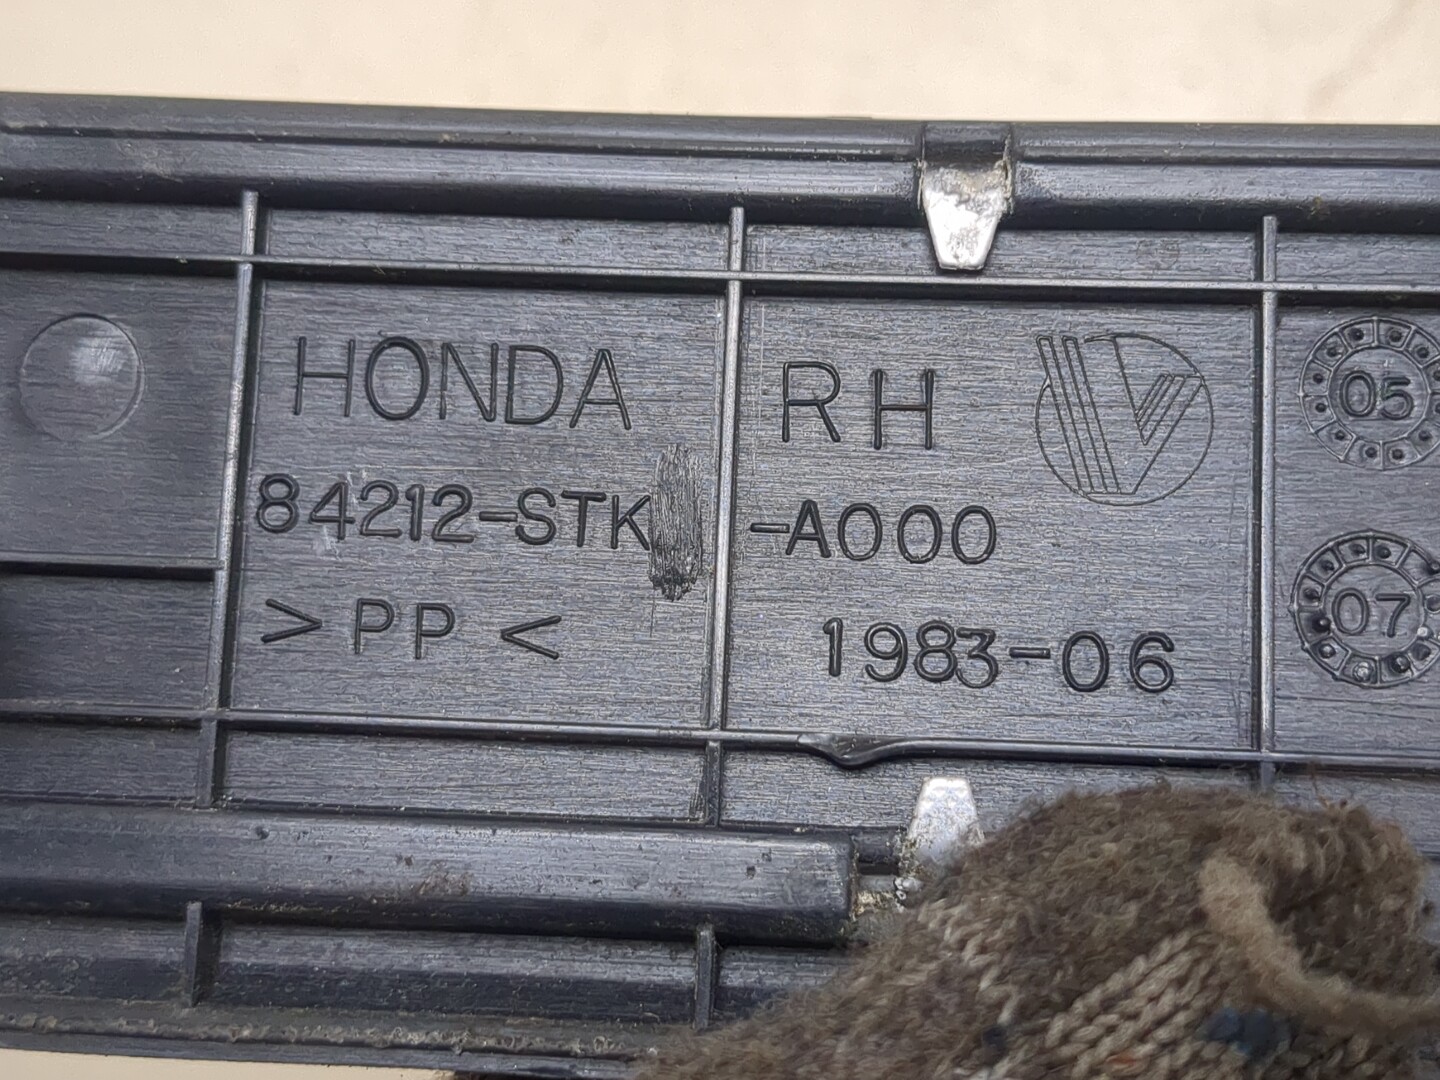 HONDA RH
84212-STK -A000
>PP< 1983-06
05
07